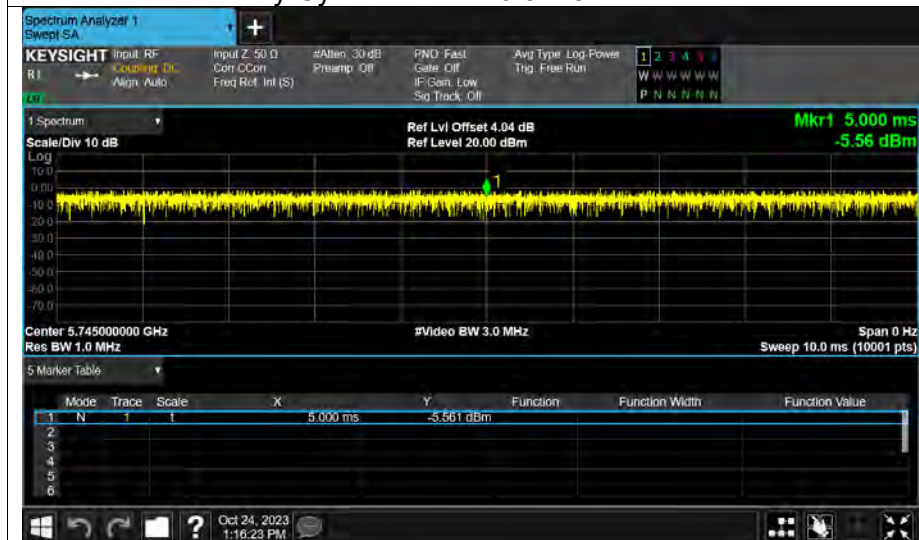 Spectrum Analyzer 1
Swept SA
+
KEYSIGHT Input: RF Input Z: 50 Ω #Atten: 30 dB PNO: Fast Avg Type: Log-Power 1 2 3 4 5 6
R1 Coupling: DC Corr CCorr Preamp: Off Gate: Off Trig: Free Run W W W W W W
Align: Auto Freq Ref: Int (S) IF Gain: Low
Sig Track: Off P N N N N N
1 Spectrum Ref Lvl Offset 4.04 dB Mkr1 5.000 ms
Scale/Div 10 dB Ref Level 20.00 dBm -5.56 dBm
Log
10.0
0.00
-10.0
-20.0
-30.0
-40.0
-50.0
-60.0
-70.0
1
Center 5.745000000 GHz #Video BW 3.0 MHz Span 0 Hz
Res BW 1.0 MHz Sweep 10.0 ms (10001 pts)
5 Marker Table
Mode Trace Scale X Y Function Function Width Function Value
1 N 1 t 5.000 ms -5.561 dBm
2
3
4
5
6
? Oct 24, 2023
1:16:23 PM